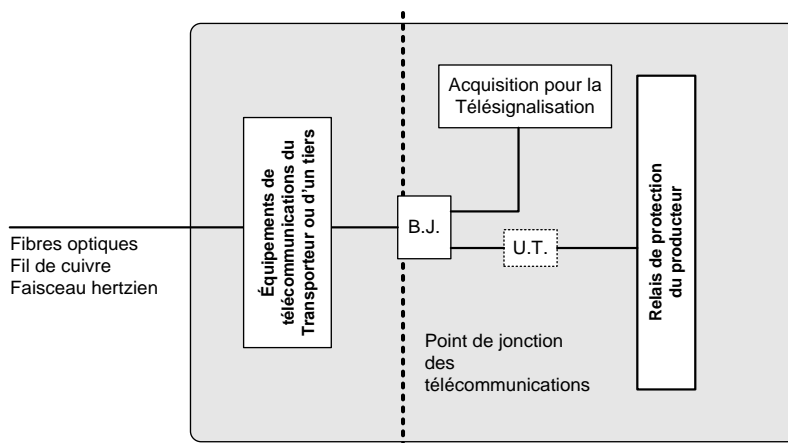 Fibres optiques
Fil de cuivre
Faisceau hertzien
Équipements de
télécommunications du
Transporteur ou d'un tiers
B.J.
Acquisition pour la
Télésignalisation
U.T.
Relais de protection
du producteur
Point de jonction
des
télécommunications